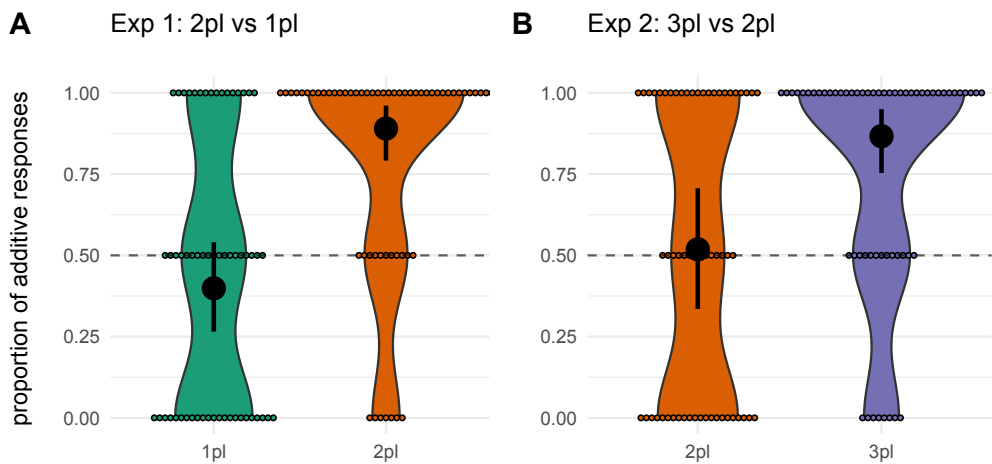 A
Exp 1: 2pl vs 1pl
B
Exp 2: 3pl vs 2pl
proportion of additive responses
1.00
0.75
0.50
0.25
0.00
1pl
2pl
1.00
0.75
0.50
0.25
0.00
2pl
3pl